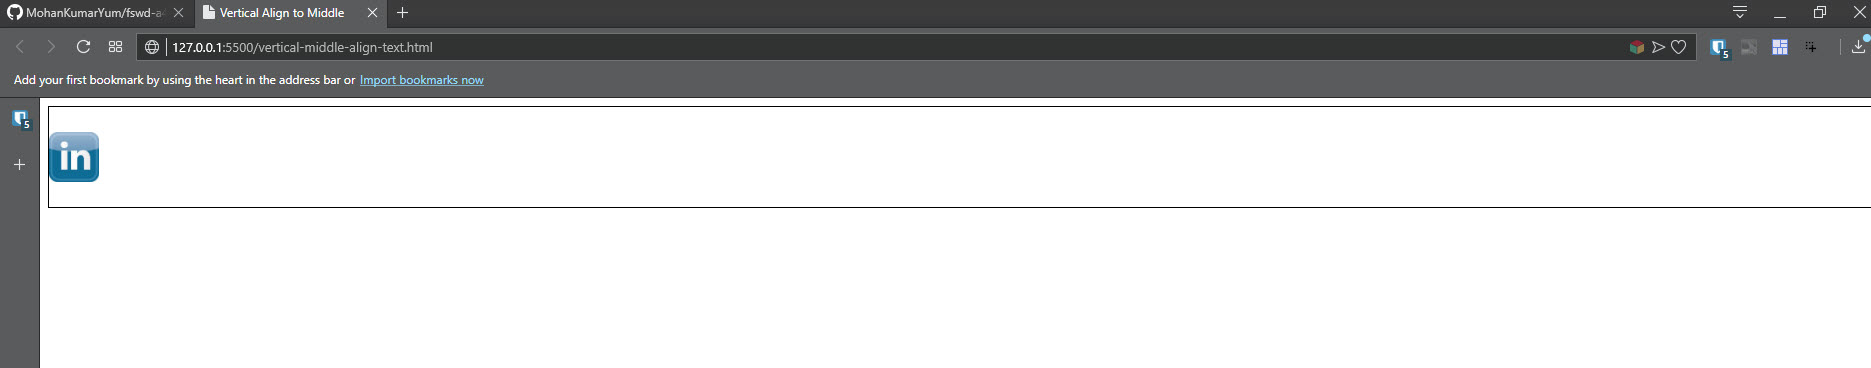 MohanKumarYum/fswd-a
Vertical Align to Middle
127.0.0.1:5500/vertical-middle-align-text.html
5
Add your first bookmark by using the heart in the address bar or Import bookmarks now
5
in